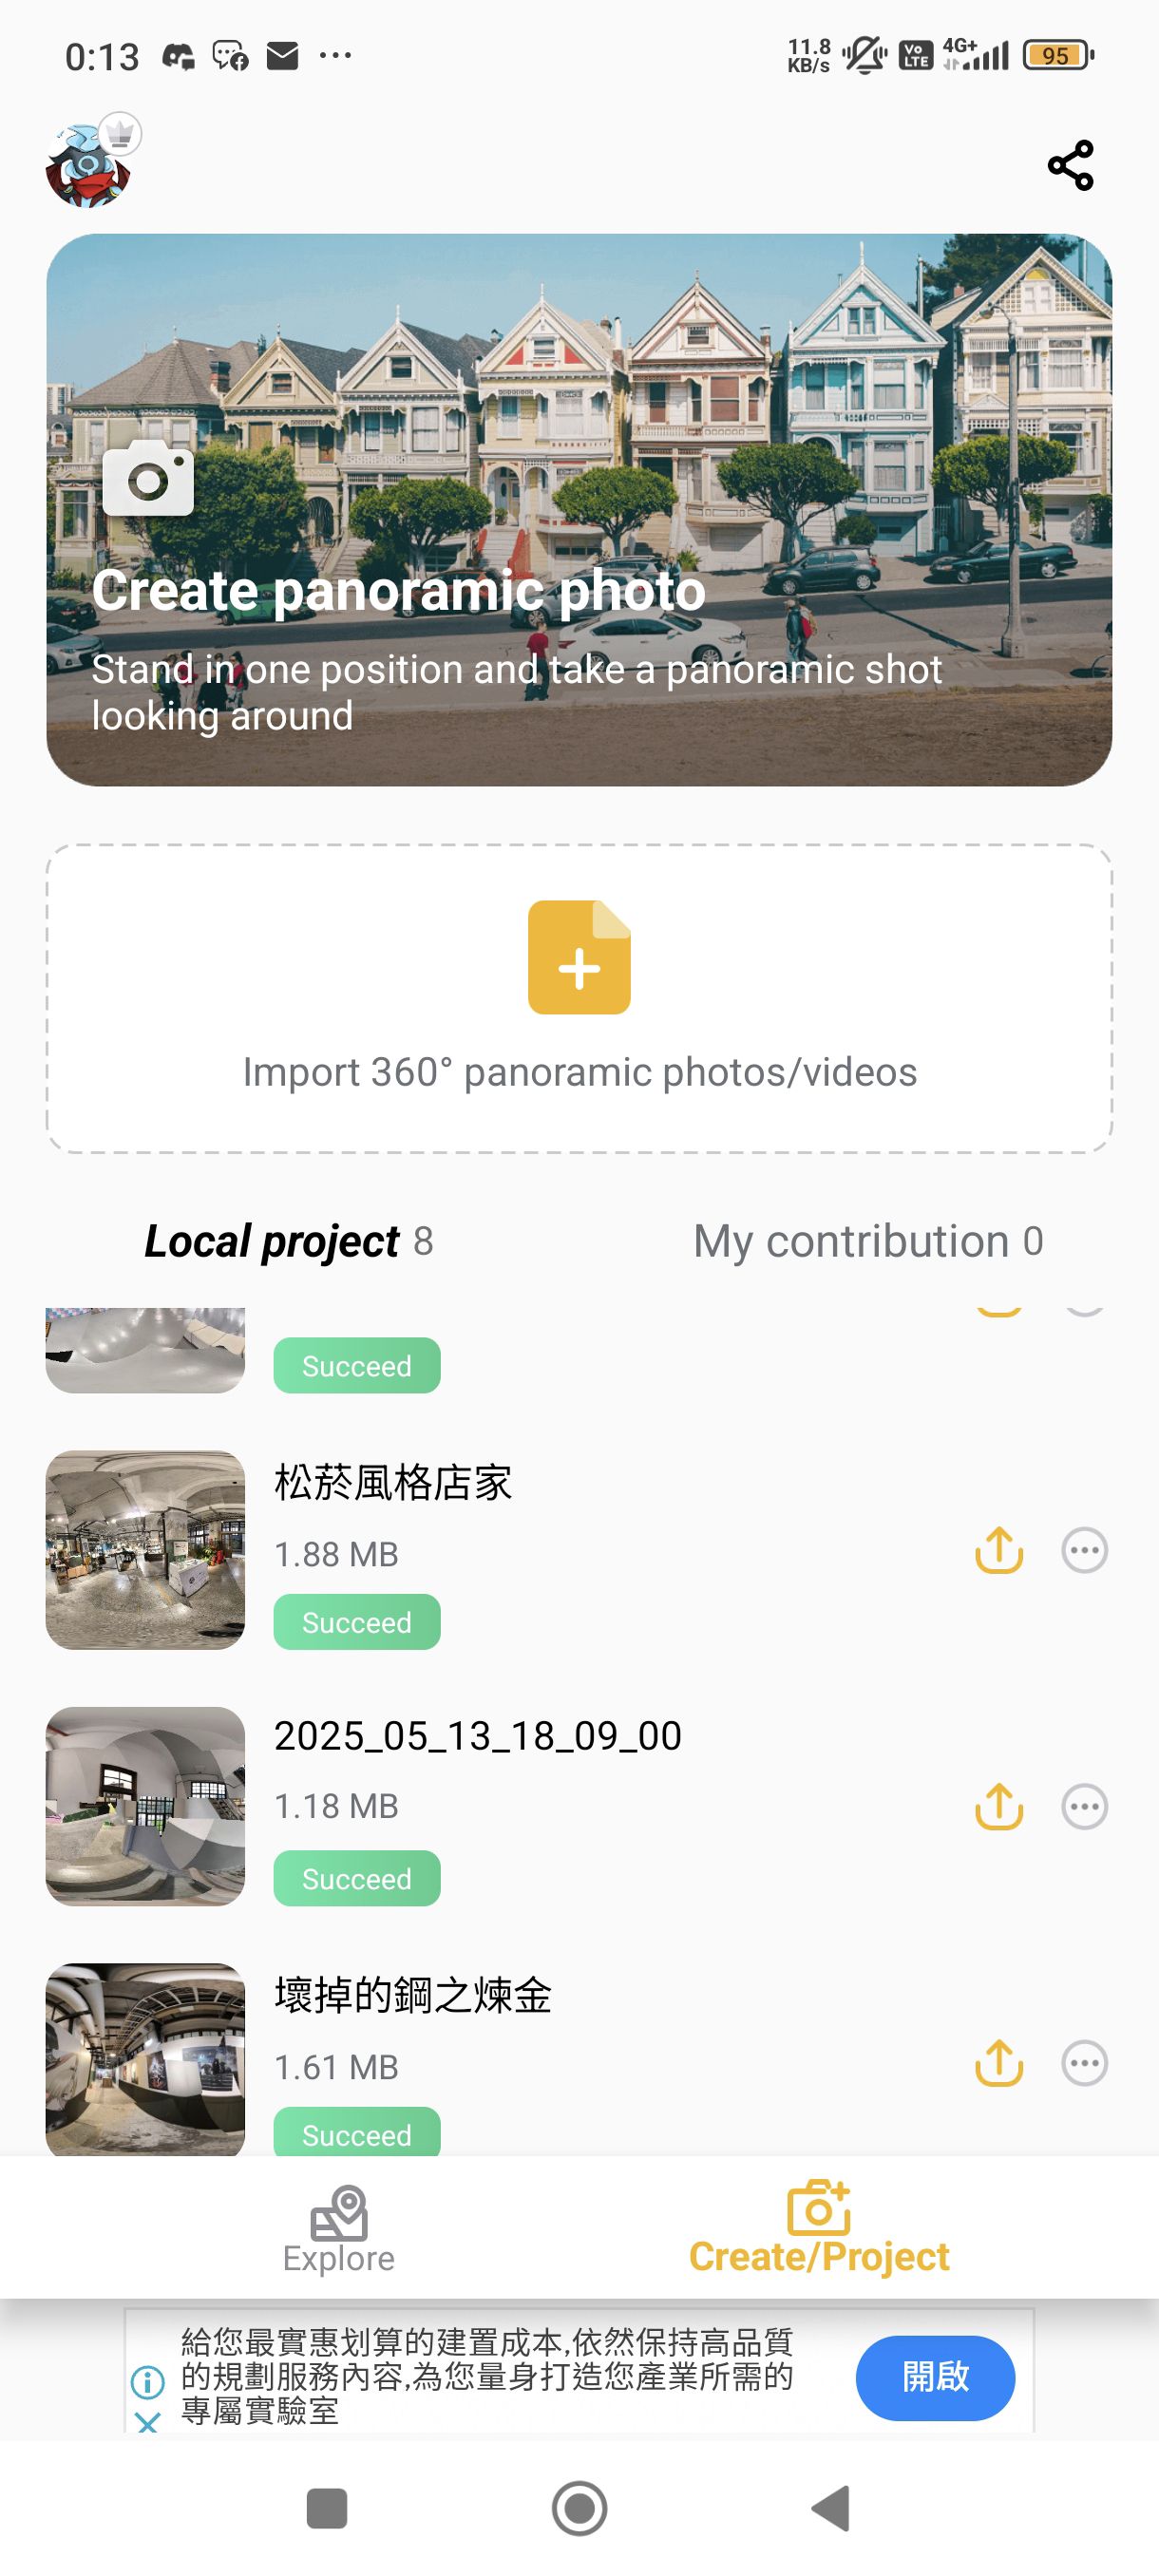 0:13
11.8
KB/s
Vo
LTE
4G+
95
Create panoramic photo
Stand in one position and take a panoramic shot
looking around
Import 360° panoramic photos/videos
Local project 8
My contribution 0
Succeed
松菸風格店家
1.88 MB
Succeed
2025_05_13_18_09_00
1.18 MB
Succeed
壞掉的鋼之煉金
1.61 MB
Succeed
Explore
Create/Project
給您最實惠划算的建置成本,依然保持高品質
的規劃服務內容,為您量身打造您產業所需的
專屬實驗室
開啟